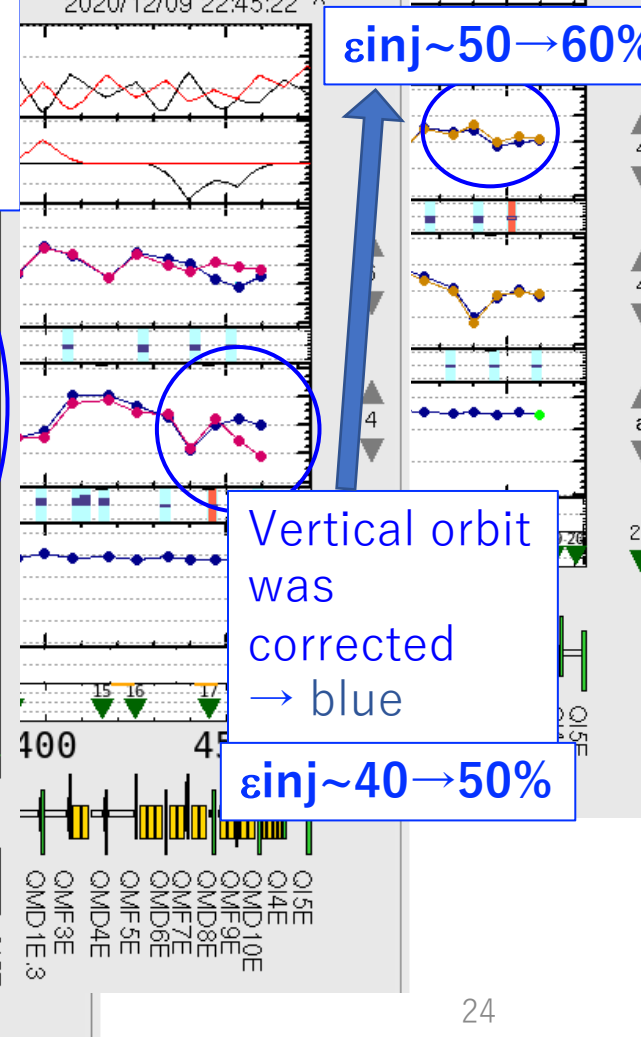 2020/12/09 22:45:22
εinj~50→60%
4
Vertical orbit
was
corrected
→ blue
15 16 17
400
εinj~40→50%
QMD1E.3
QMF3E
QMD4E
QMF5E
QMD6E
QMF7E
QMD8E
QMF9E
QMD10E
QI4E
QI5E
QI5E
24